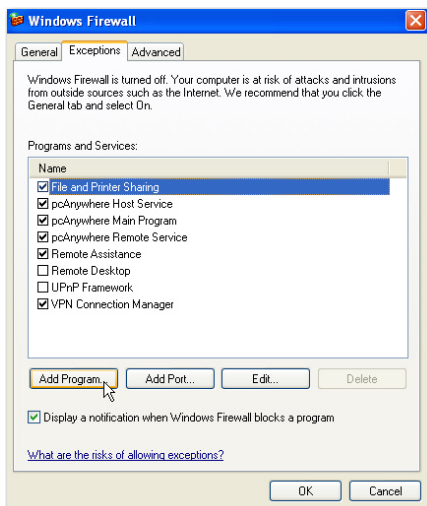 Windows Firewall
General Exceptions Advanced
Windows Firewall is turned off. Your computer is at risk of attacks and intrusions
from outside sources such as the Internet. We recommend that you click the
General tab and select On.
Programs and Services:
Name
File and Printer Sharing
pcAnywhere Host Service
pcAnywhere Main Program
pcAnywhere Remote Service
Remote Assistance
Remote Desktop
UPnP Framework
VPN Connection Manager
Add Program... Add Port... Edit... Delete
Display a notification when Windows Firewall blocks a program
What are the risks of allowing exceptions?
OK Cancel